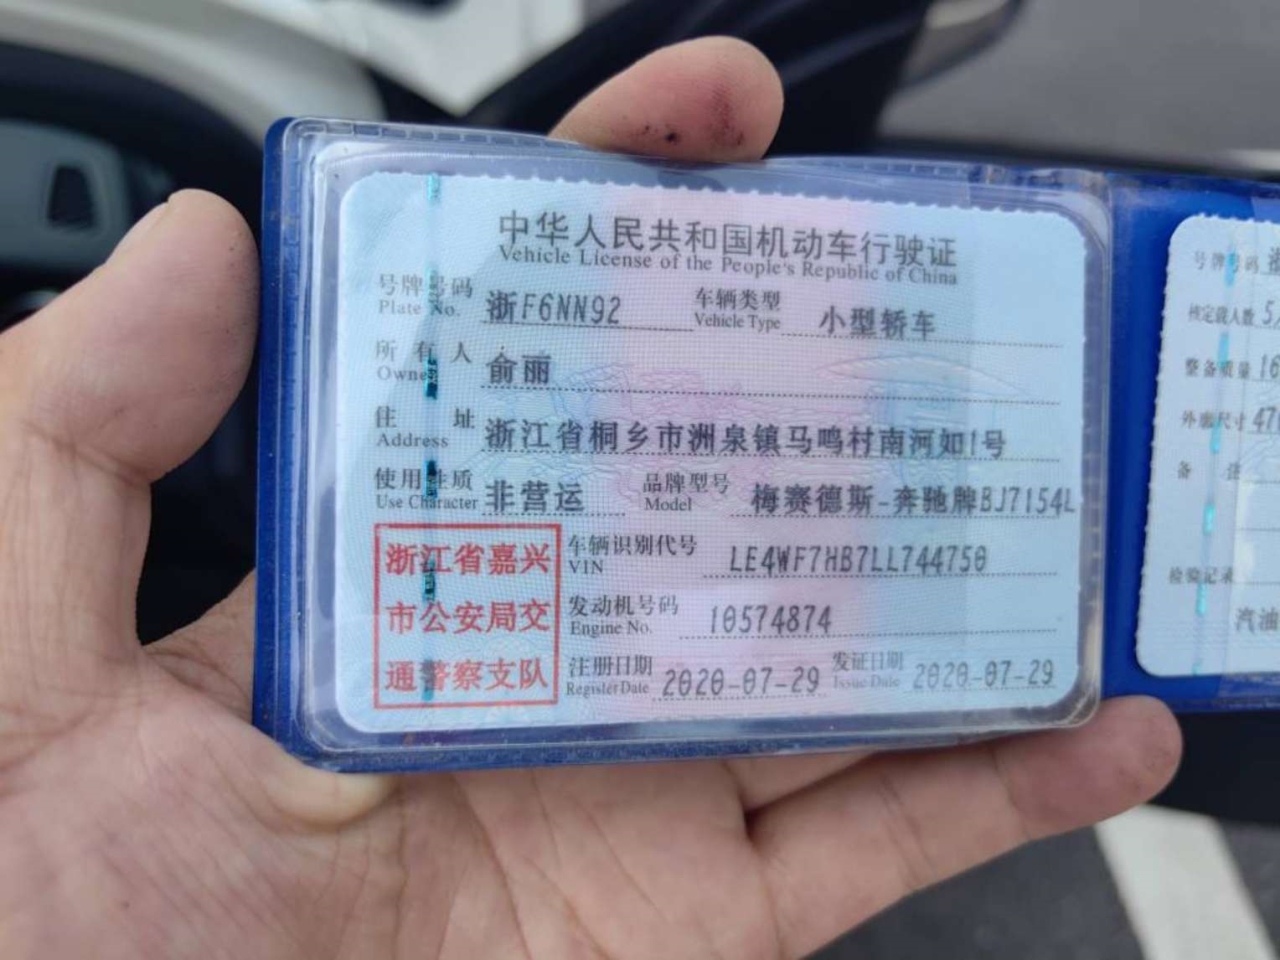 中华人民共和国机动车行驶证
Vehicle License of the People's Republic of China
号牌号码 浙F6NN92 车辆类型 小型轿车
Plate No. Vehicle Type
所有人 俞丽
Owner
住址 浙江省桐乡市洲泉镇马鸣村南河如1号
Address
使用性质 非营运 品牌型号 梅赛德斯-奔驰牌BJ7154L
Use Character Model
浙江省嘉兴
市公安局交
通警察支队
车辆识别代号 LE4WF7HB7LL744750
VIN
发动机号码 10574874
Engine No.
注册日期 2020-07-29 发证日期 2020-07-29
Register Date Issue Date
号牌号码
核定载人数 5
整备质量 16
外廓尺寸 47
备 注
检验记录
汽油